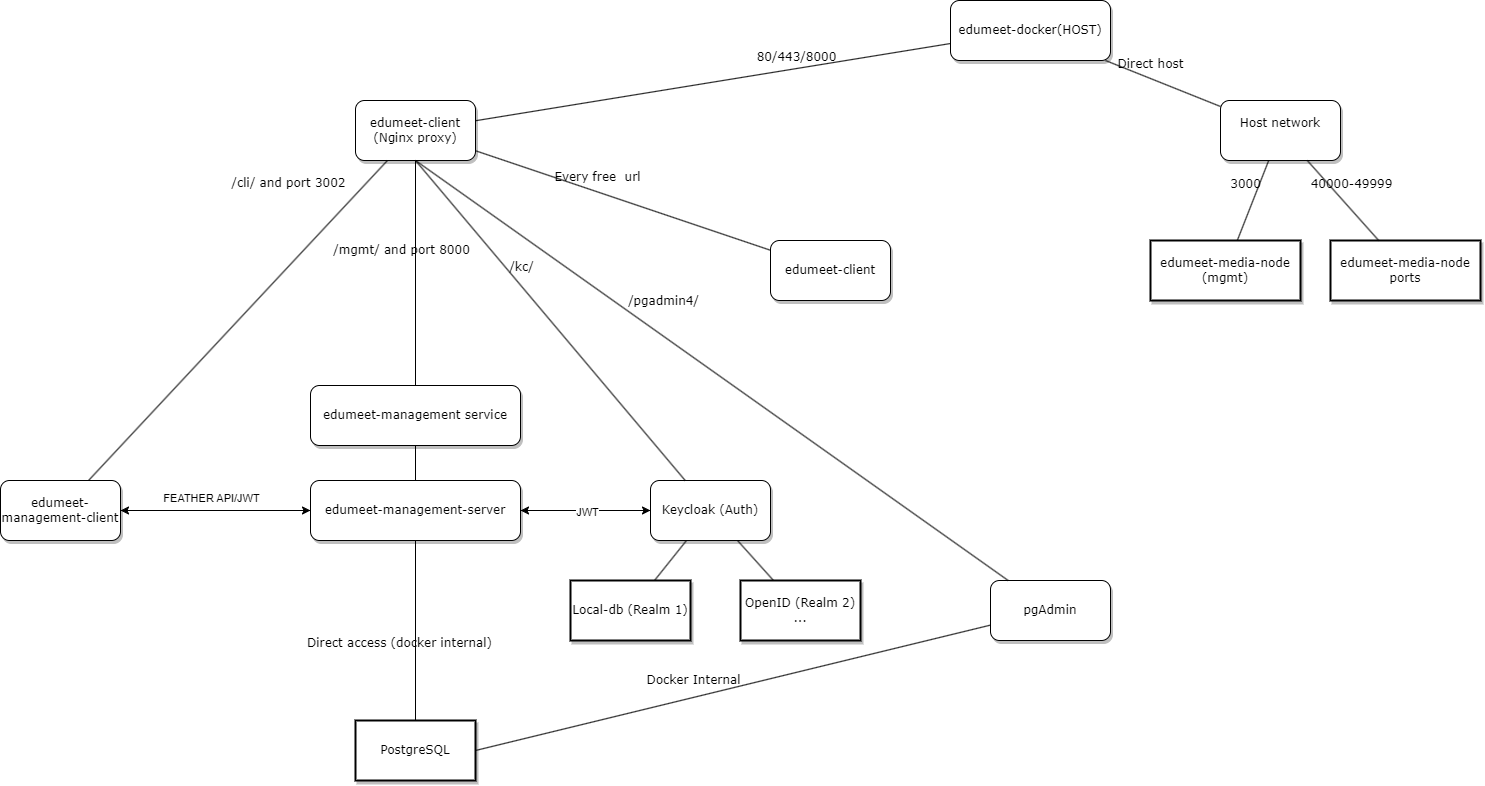 edumeet-docker(HOST)
80/443/8000
Direct host
edumeet-client
(Nginx proxy)
Host network
/cli/ and port 3002
Every free  url
3000
40000-49999
/mgmt/ and port 8000
/kc/
edumeet-client
edumeet-media-node
(mgmt)
edumeet-media-node
ports
/pgadmin4/
edumeet-management service
edumeet-
management-client
FEATHER API/JWT
edumeet-management-server
JWT
Keycloak (Auth)
Local-db (Realm 1)
OpenID (Realm 2)
...
pgAdmin
Direct access (docker internal)
Docker Internal
PostgreSQL